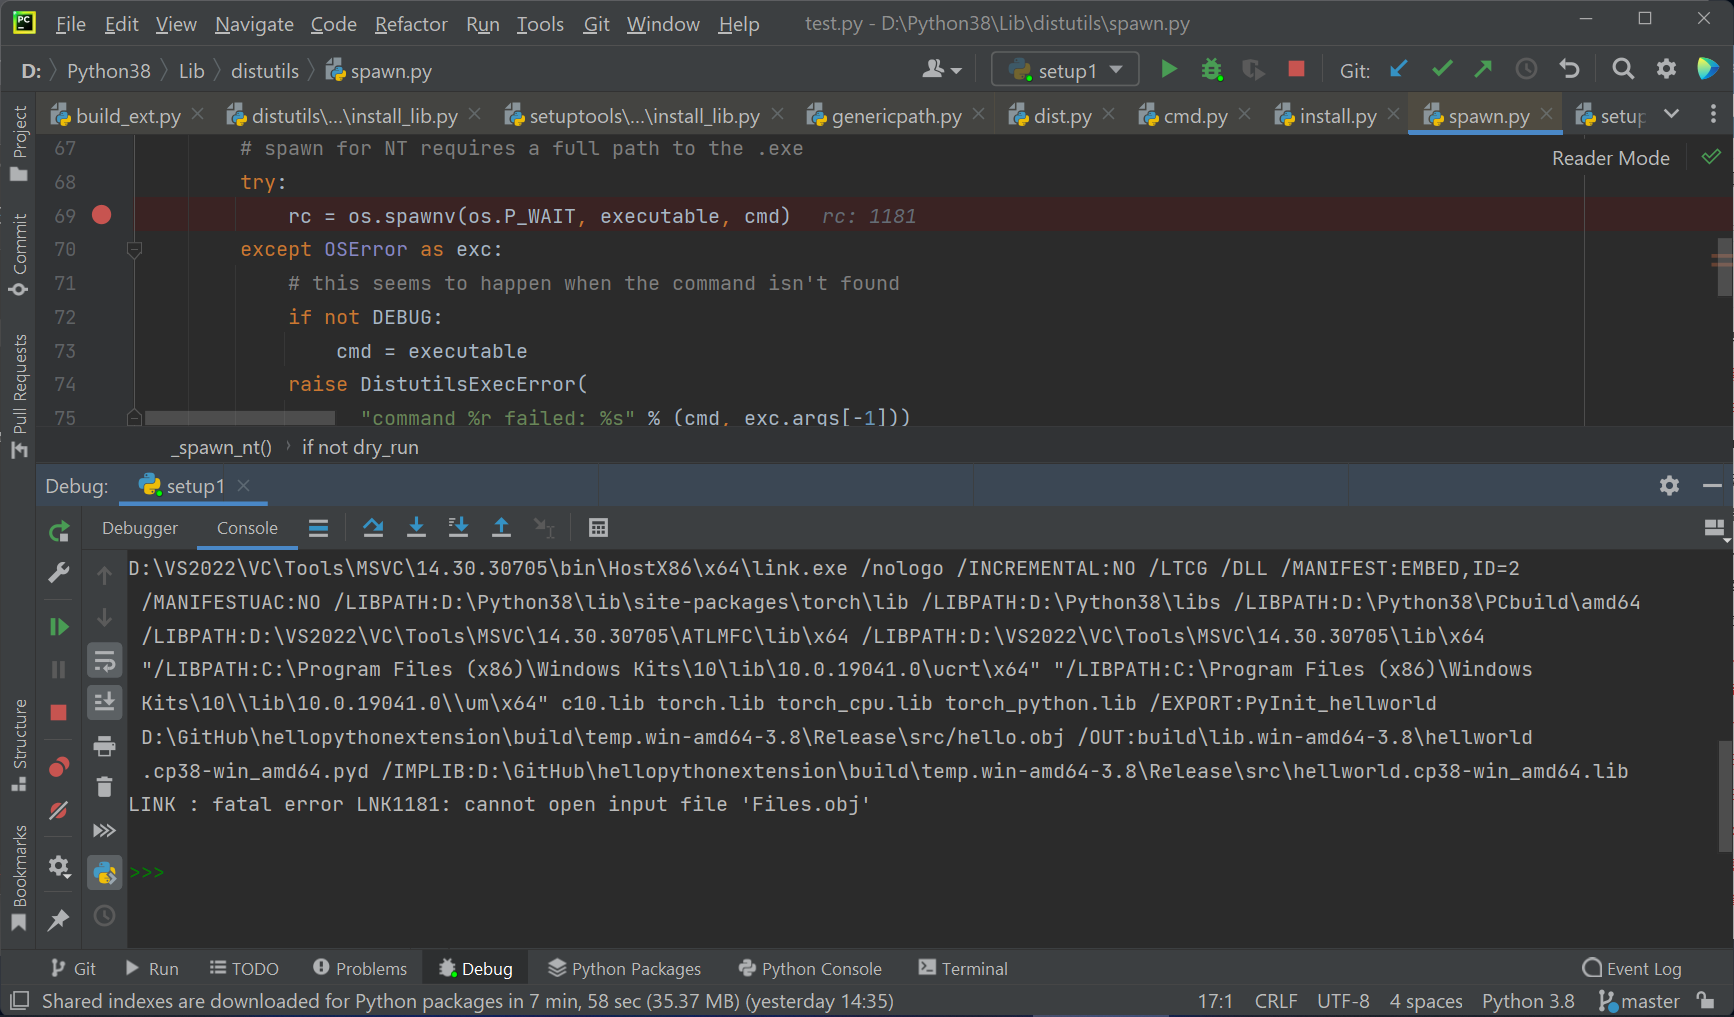 PC File Edit View Navigate Code Refactor Run Tools Git Window Help test.py - D:\Python38\Lib\distutils\spawn.py
D: Python38 Lib distutils spawn.py setup1 Git:
build_ext.py distutils\...\install_lib.py setuptools\...\install_lib.py genericpath.py dist.py cmd.py install.py spawn.py setup
Project
Commit
Pull Requests
Structure
Bookmarks
Reader Mode
67 # spawn for NT requires a full path to the .exe
68 try:
69 rc = os.spawnv(os.P_WAIT, executable, cmd) rc: 1181
70 except OSError as exc:
71 # this seems to happen when the command isn't found
72 if not DEBUG:
73 cmd = executable
74 raise DistutilsExecError(
75 "command %r failed: %s" % (cmd, exc.args[-1]))
_spawn_nt() if not dry_run
Debug: setup1
Debugger Console
D:\VS2022\VC\Tools\MSVC\14.30.30705\bin\HostX86\x64\link.exe /nologo /INCREMENTAL:NO /LTCG /DLL /MANIFEST:EMBED,ID=2
/MANIFESTUAC:NO /LIBPATH:D:\Python38\lib\site-packages\torch\lib /LIBPATH:D:\Python38\libs /LIBPATH:D:\Python38\PCbuild\amd64
/LIBPATH:D:\VS2022\VC\Tools\MSVC\14.30.30705\ATLMFC\lib\x64 /LIBPATH:D:\VS2022\VC\Tools\MSVC\14.30.30705\lib\x64
"/LIBPATH:C:\Program Files (x86)\Windows Kits\10\lib\10.0.19041.0\ucrt\x64" "/LIBPATH:C:\Program Files (x86)\Windows
Kits\10\\lib\10.0.19041.0\\um\x64" c10.lib torch.lib torch_cpu.lib torch_python.lib /EXPORT:PyInit_hellworld
D:\GitHub\hellopythonextension\build\temp.win-amd64-3.8\Release\src/hello.obj /OUT:build\lib.win-amd64-3.8\hellworld
.cp38-win_amd64.pyd /IMPLIB:D:\GitHub\hellopythonextension\build\temp.win-amd64-3.8\Release\src\hellworld.cp38-win_amd64.lib
LINK : fatal error LNK1181: cannot open input file 'Files.obj'
>>>
Git Run TODO Problems Debug Python Packages Python Console Terminal Event Log
Shared indexes are downloaded for Python packages in 7 min, 58 sec (35.37 MB) (yesterday 14:35) 17:1 CRLF UTF-8 4 spaces Python 3.8 master